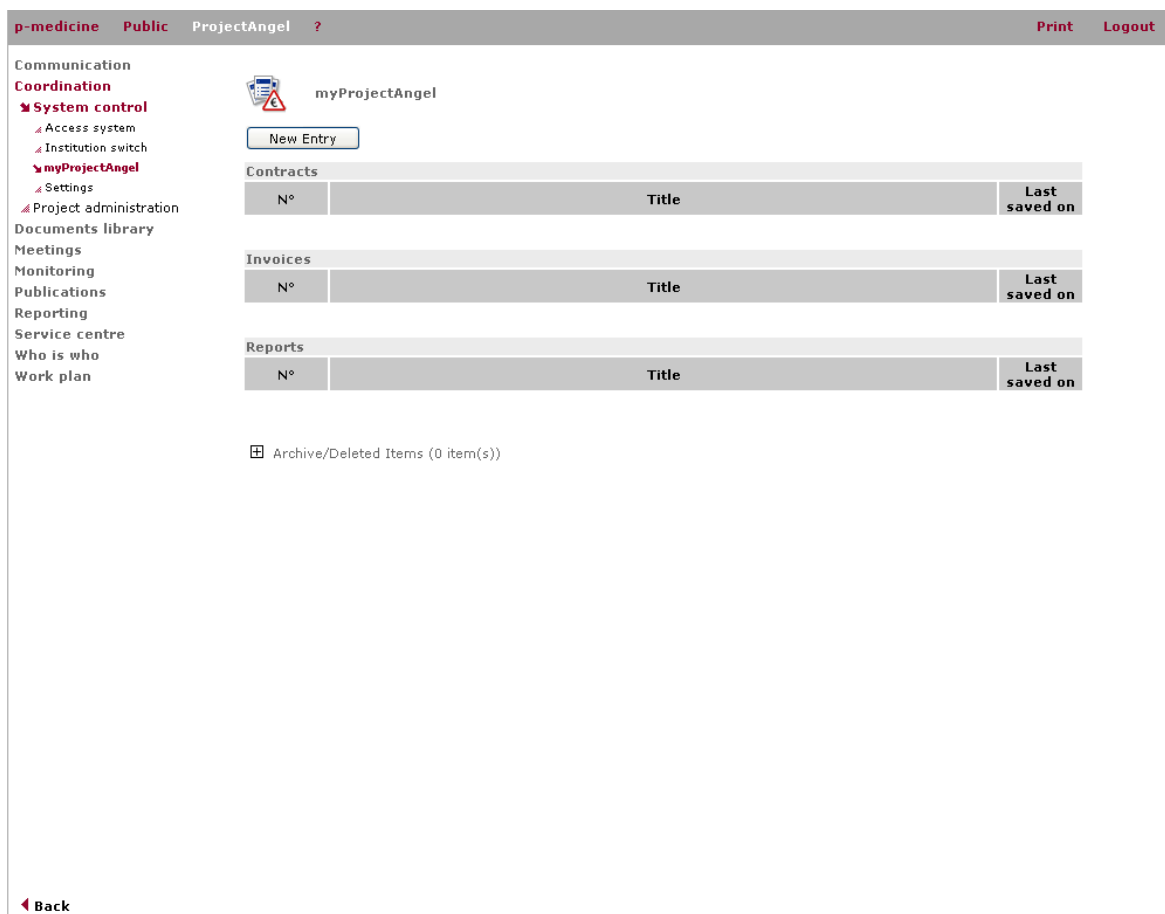 p-medicine Public ProjectAngel ? Print Logout
Communication
Coordination
System control
Access system
Institution switch
myProjectAngel
Settings
Project administration
Documents library
Meetings
Monitoring
Publications
Reporting
Service centre
Who is who
Work plan
€
myProjectAngel
New Entry
Contracts
N° Title Last saved on
Invoices
N° Title Last saved on
Reports
N° Title Last saved on
Archive/Deleted Items (0 item(s))
Back